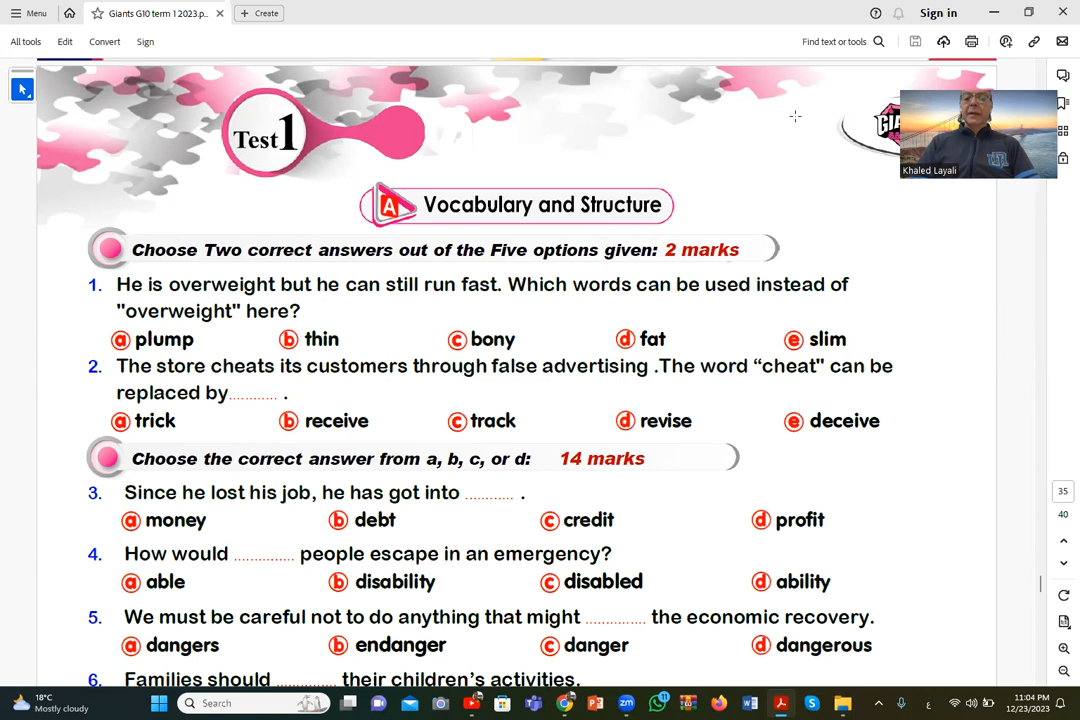 Menu
Giants G10 term 1 2023.p...
Create
Sign in
All tools
Edit
Convert
Sign
Find text or tools
Test 1
Khaled Layali
A Vocabulary and Structure
Choose Two correct answers out of the Five options given: 2 marks
1. He is overweight but he can still run fast. Which words can be used instead of
"overweight" here?
a plump b thin c bony d fat e slim
2. The store cheats its customers through false advertising .The word “cheat" can be
replaced by............ .
a trick b receive c track d revise e deceive
Choose the correct answer from a, b, c, or d: 14 marks
3. Since he lost his job, he has got into ............ .
a money b debt c credit d profit
4. How would .............. people escape in an emergency?
a able b disability c disabled d ability
5. We must be careful not to do anything that might .............. the economic recovery.
a dangers b endanger c danger d dangerous
6. Families should .............. their children’s activities.
35
40
18°C
Mostly cloudy
Search
11
ع
11:04 PM
12/23/2023